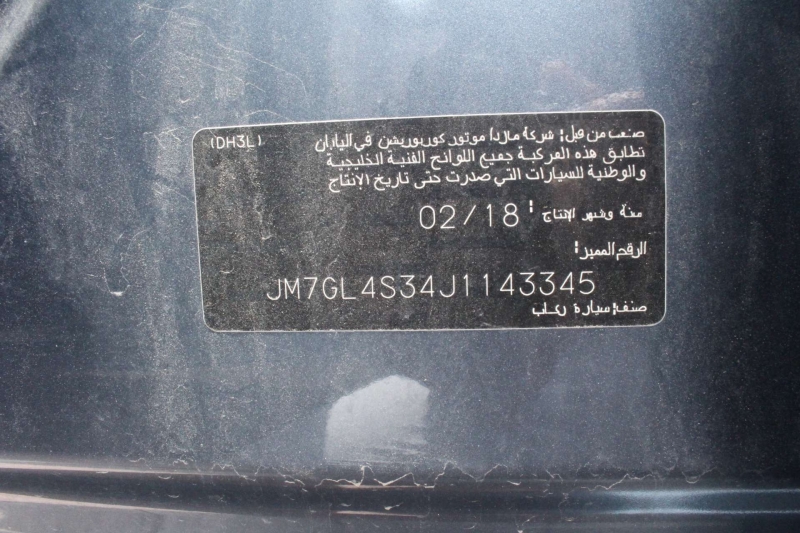 صنعت من قبل: شركة مازدا موتور كوربوريشن في اليابان (DH3L)
تطابق هذه المركبة جميع اللوائح الفنية الخليجية
والوطنية للسيارات التي صدرت حتى تاريخ الإنتاج
سنة وشهر الإنتاج: 02/18
الرقم المميز:
JM7GL4S34J1143345
صنف: سيارة ركاب